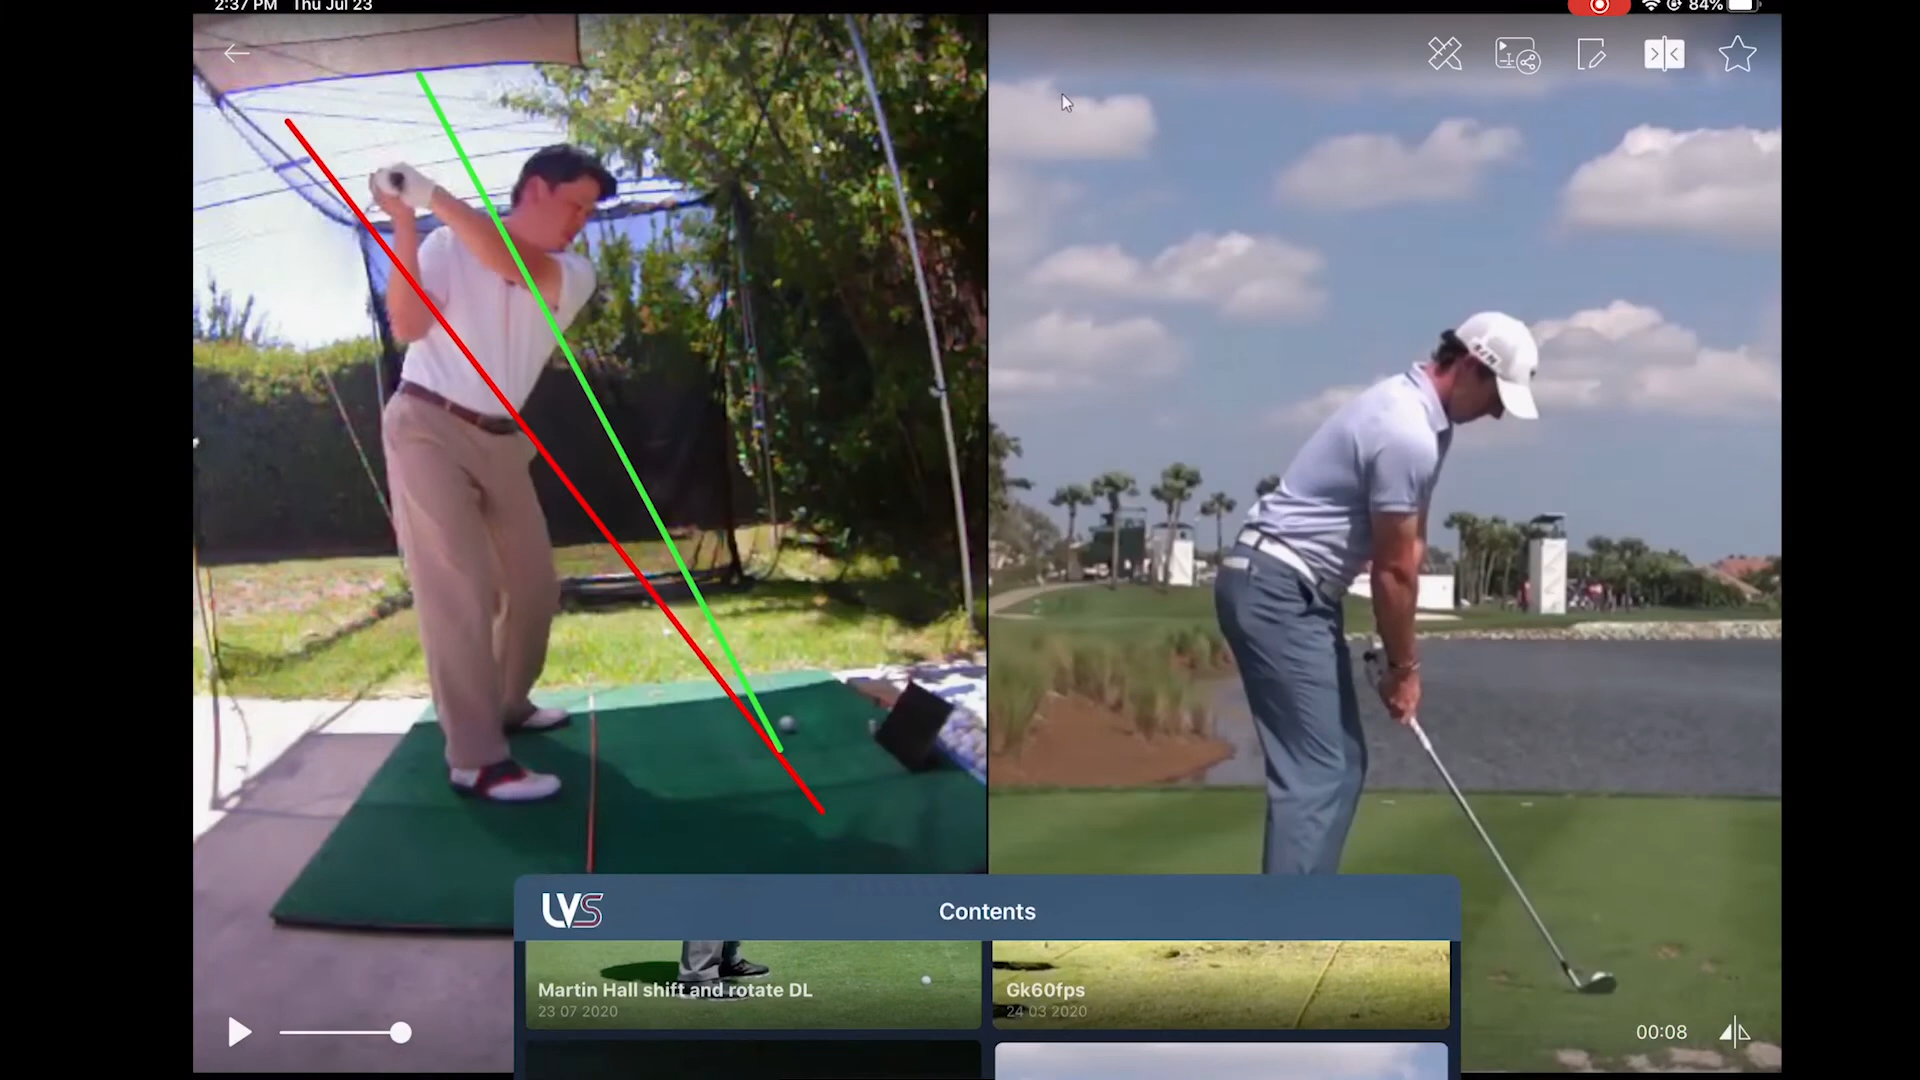 2:37 PM Thu Jul 23
84%
LVS
Contents
Martin Hall shift and rotate DL
23 07 2020
Gk60fps
24 03 2020
00:08